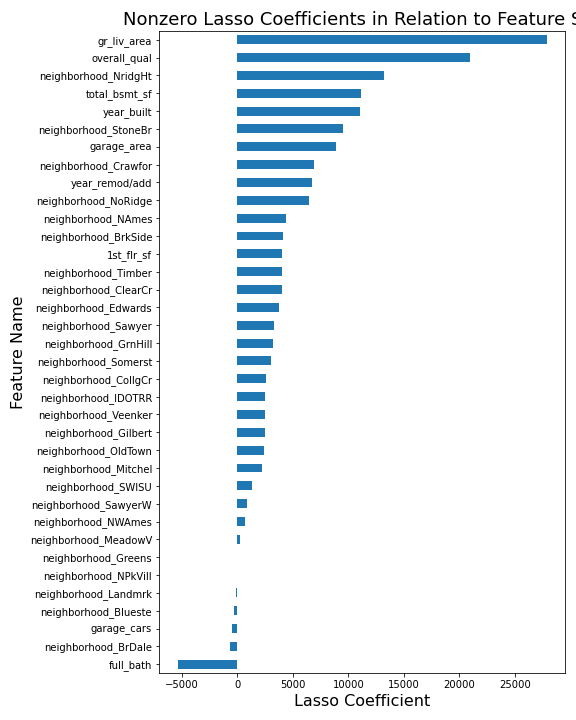 Nonzero Lasso Coefficients in Relation to Feature S
gr_liv_area
overall_qual
neighborhood_NridgHt
total_bsmt_sf
year_built
neighborhood_StoneBr
garage_area
neighborhood_Crawfor
year_remod/add
neighborhood_NoRidge
neighborhood_NAmes
neighborhood_BrkSide
1st_flr_sf
neighborhood_Timber
neighborhood_ClearCr
neighborhood_Edwards
neighborhood_Sawyer
neighborhood_GrnHill
neighborhood_Somerst
neighborhood_CollgCr
neighborhood_IDOTRR
neighborhood_Veenker
neighborhood_Gilbert
neighborhood_OldTown
neighborhood_Mitchel
neighborhood_SWISU
neighborhood_SawyerW
neighborhood_NWAmes
neighborhood_MeadowV
neighborhood_Greens
neighborhood_NPkVill
neighborhood_Landmrk
neighborhood_Blueste
garage_cars
neighborhood_BrDale
full_bath
Feature Name
−5000 0 5000 10000 15000 20000 25000
Lasso Coefficient